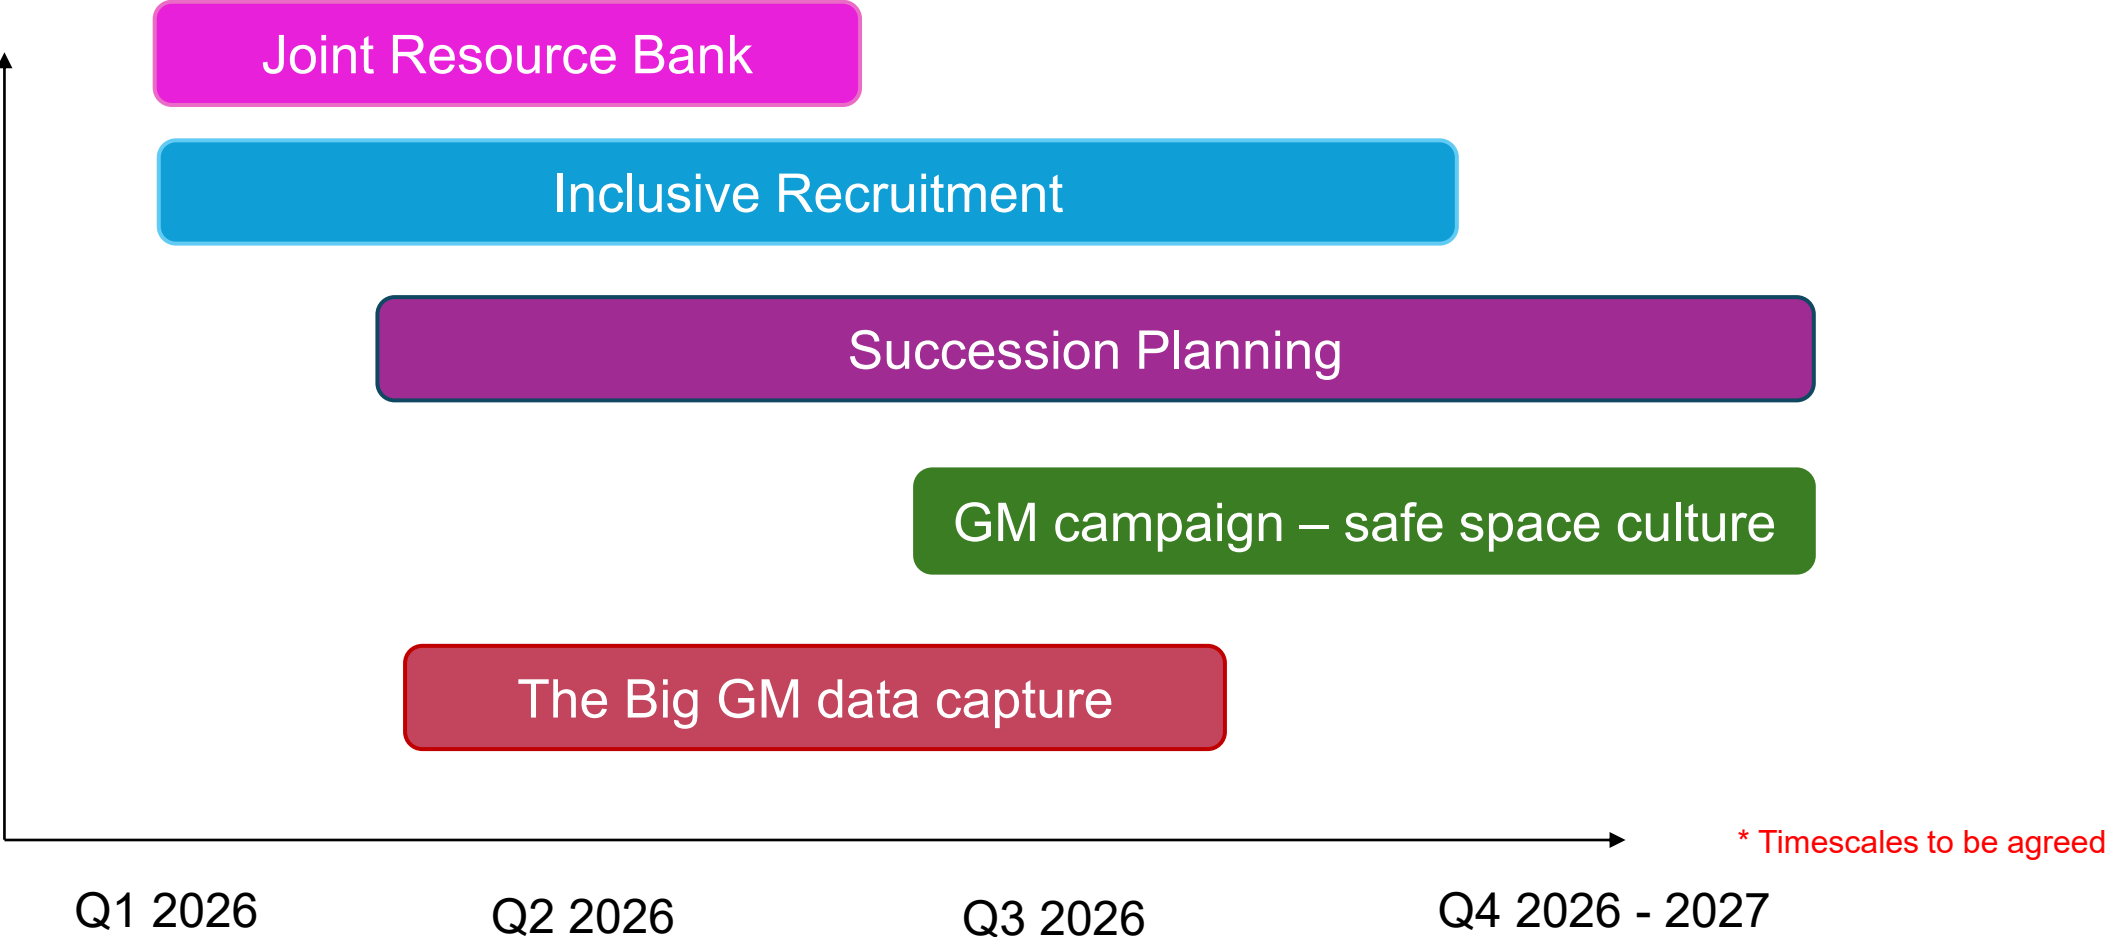 Joint Resource Bank
Inclusive Recruitment
Succession Planning
GM campaign – safe space culture
The Big GM data capture
* Timescales to be agreed
Q1 2026
Q2 2026
Q3 2026
Q4 2026 - 2027